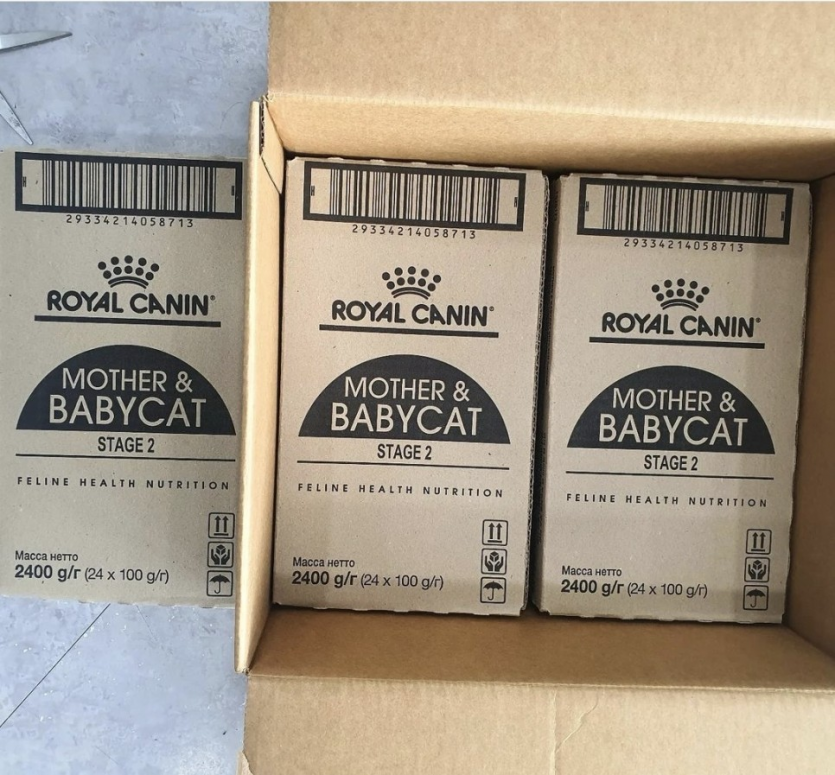 29334214058713
ROYAL CANIN®
MOTHER &
BABYCAT
STAGE 2
FELINE HEALTH NUTRITION
Масса нетто
2400 g/г (24 x 100 g/г)
29334214058713
ROYAL CANIN®
MOTHER &
BABYCAT
STAGE 2
FELINE HEALTH NUTRITION
Масса нетто
2400 g/г (24 x 100 g/г)
29334214058713
ROYAL CANIN®
MOTHER &
BABYCAT
STAGE 2
FELINE HEALTH NUTRITION
Масса нетто
2400 g/г (24 x 100 g/г)